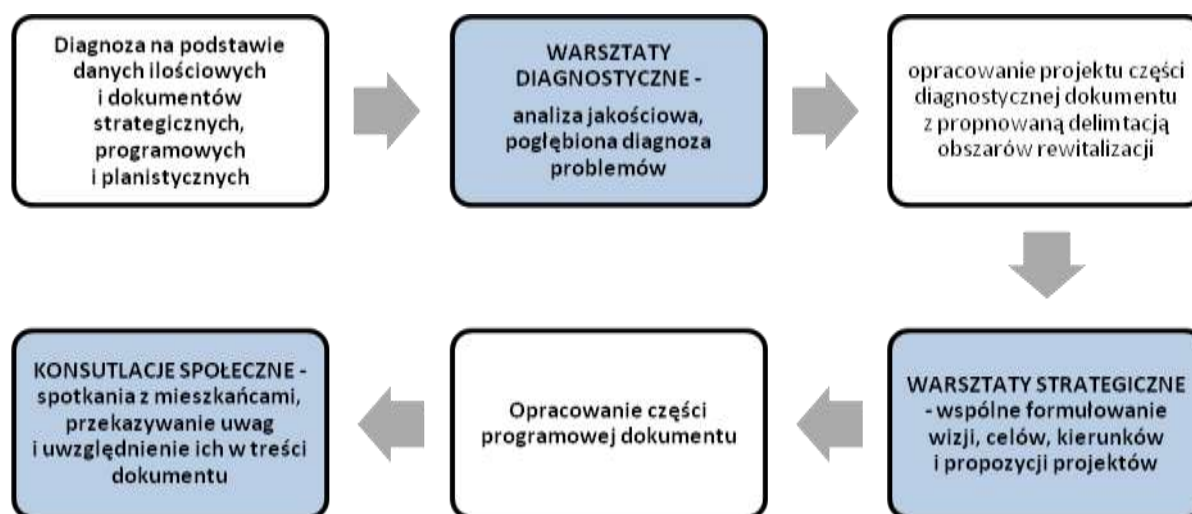 Diagnoza na podstawie
danych ilościowych
i dokumentów
strategicznych,
programowych
i planistycznych
WARSZTATY
DIAGNOSTYCZNE -
analiza jakościowa,
pogłębiona diagnoza
problemów
opracowanie projektu części
diagnostycznej dokumentu
z propnowaną delimtacją
obszarów rewitalizacji
WARSZTATY STRATEGICZNE
- wspólne formułowanie
wizji, celów, kierunków
i propozycji projektów
Opracowanie części
programowej dokumentu
KONSUTLACJE SPOŁECZNE -
spotkania z mieszkańcami,
przekazywanie uwag
i uwzględnienie ich w treści
dokumentu